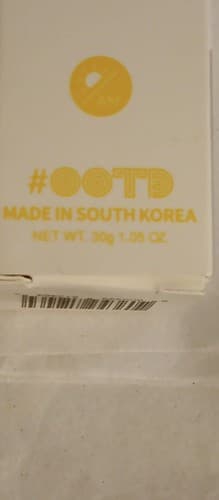 #OOTD
MADE IN SOUTH KOREA
NET WT. 30g 1.05 OZ